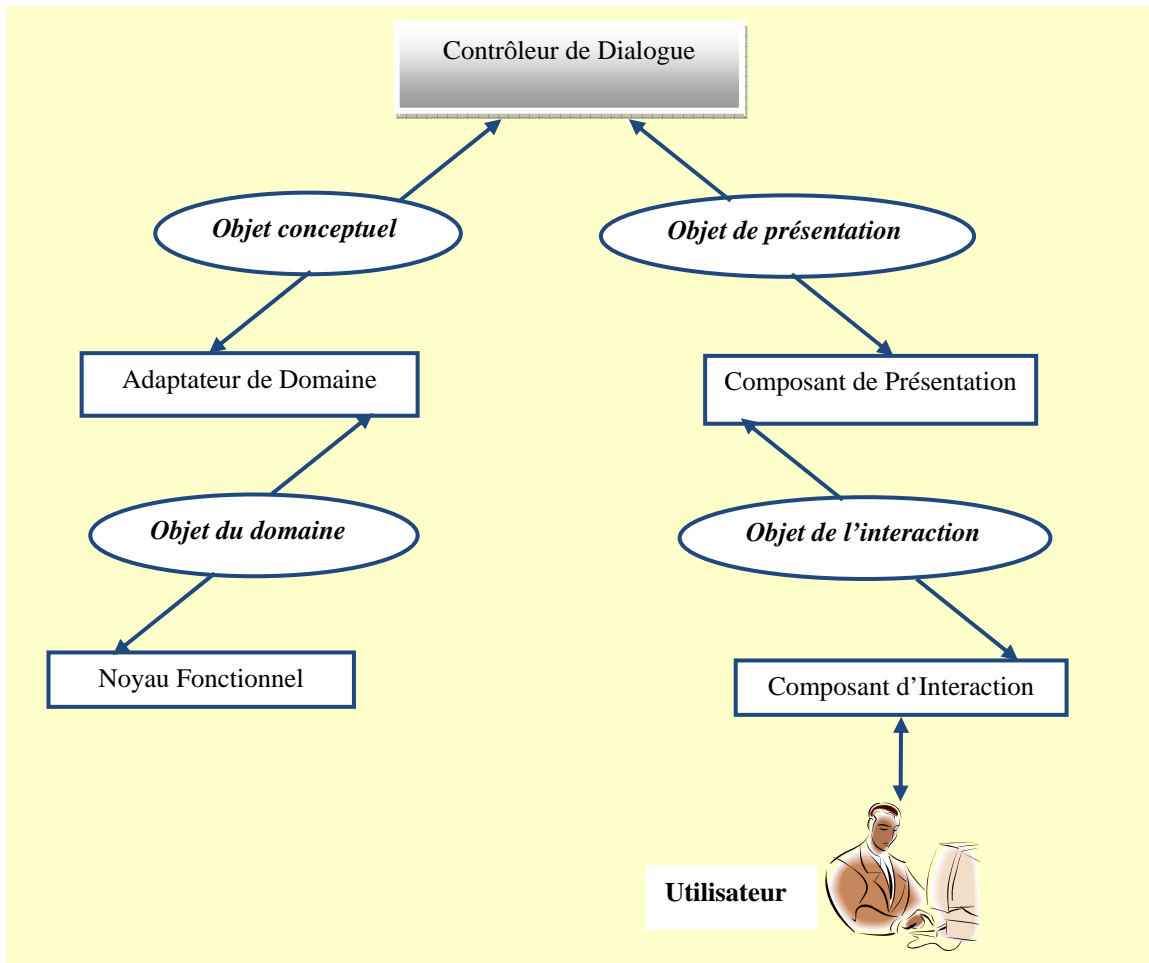 Contrôleur de Dialogue
Objet conceptuel
Objet de présentation
Adaptateur de Domaine
Composant de Présentation
Objet du domaine
Objet de l’interaction
Noyau Fonctionnel
Composant d’Interaction
Utilisateur